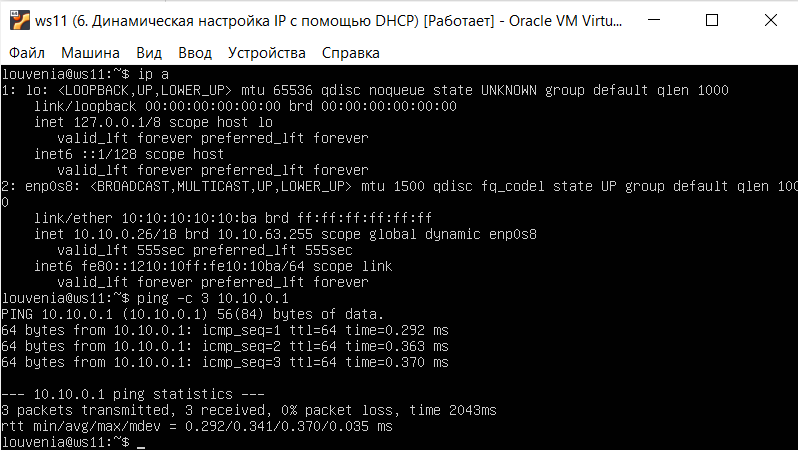 ws11 (6. Динамическая настройка IP с помощью DHCP) [Работает] - Oracle VM Virtu...
Файл Машина Вид Ввод Устройства Справка
louvenia@ws11:~$ ip a
1: lo: <LOOPBACK,UP,LOWER_UP> mtu 65536 qdisc noqueue state UNKNOWN group default qlen 1000
    link/loopback 00:00:00:00:00:00 brd 00:00:00:00:00:00
    inet 127.0.0.1/8 scope host lo
       valid_lft forever preferred_lft forever
    inet6 ::1/128 scope host
       valid_lft forever preferred_lft forever
2: enp0s8: <BROADCAST,MULTICAST,UP,LOWER_UP> mtu 1500 qdisc fq_codel state UP group default qlen 100
0
    link/ether 10:10:10:10:10:ba brd ff:ff:ff:ff:ff:ff
    inet 10.10.0.26/18 brd 10.10.63.255 scope global dynamic enp0s8
       valid_lft 555sec preferred_lft 555sec
    inet6 fe80::1210:10ff:fe10:10ba/64 scope link
       valid_lft forever preferred_lft forever
louvenia@ws11:~$ ping -c 3 10.10.0.1
PING 10.10.0.1 (10.10.0.1) 56(84) bytes of data.
64 bytes from 10.10.0.1: icmp_seq=1 ttl=64 time=0.292 ms
64 bytes from 10.10.0.1: icmp_seq=2 ttl=64 time=0.363 ms
64 bytes from 10.10.0.1: icmp_seq=3 ttl=64 time=0.370 ms

--- 10.10.0.1 ping statistics ---
3 packets transmitted, 3 received, 0% packet loss, time 2043ms
rtt min/avg/max/mdev = 0.292/0.341/0.370/0.035 ms
louvenia@ws11:~$ _